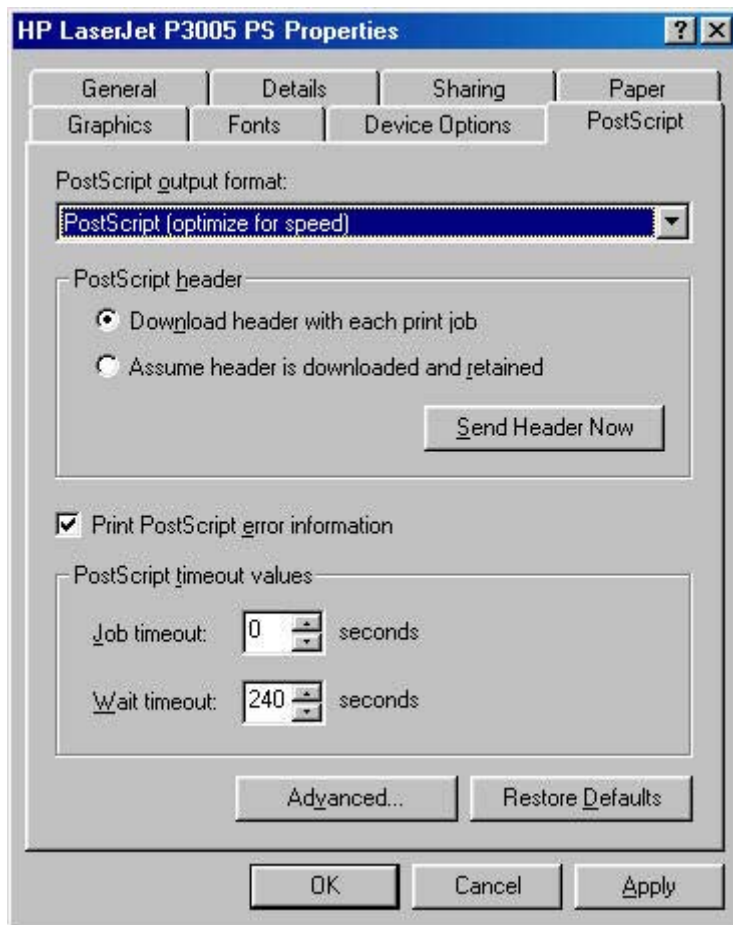 HP LaserJet P3005 PS Properties
General Details Sharing Paper
Graphics Fonts Device Options PostScript
PostScript output format:
PostScript (optimize for speed)
PostScript header
Download header with each print job
Assume header is downloaded and retained
Send Header Now
Print PostScript error information
PostScript timeout values
Job timeout: 0 seconds
Wait timeout: 240 seconds
Advanced... Restore Defaults
OK Cancel Apply